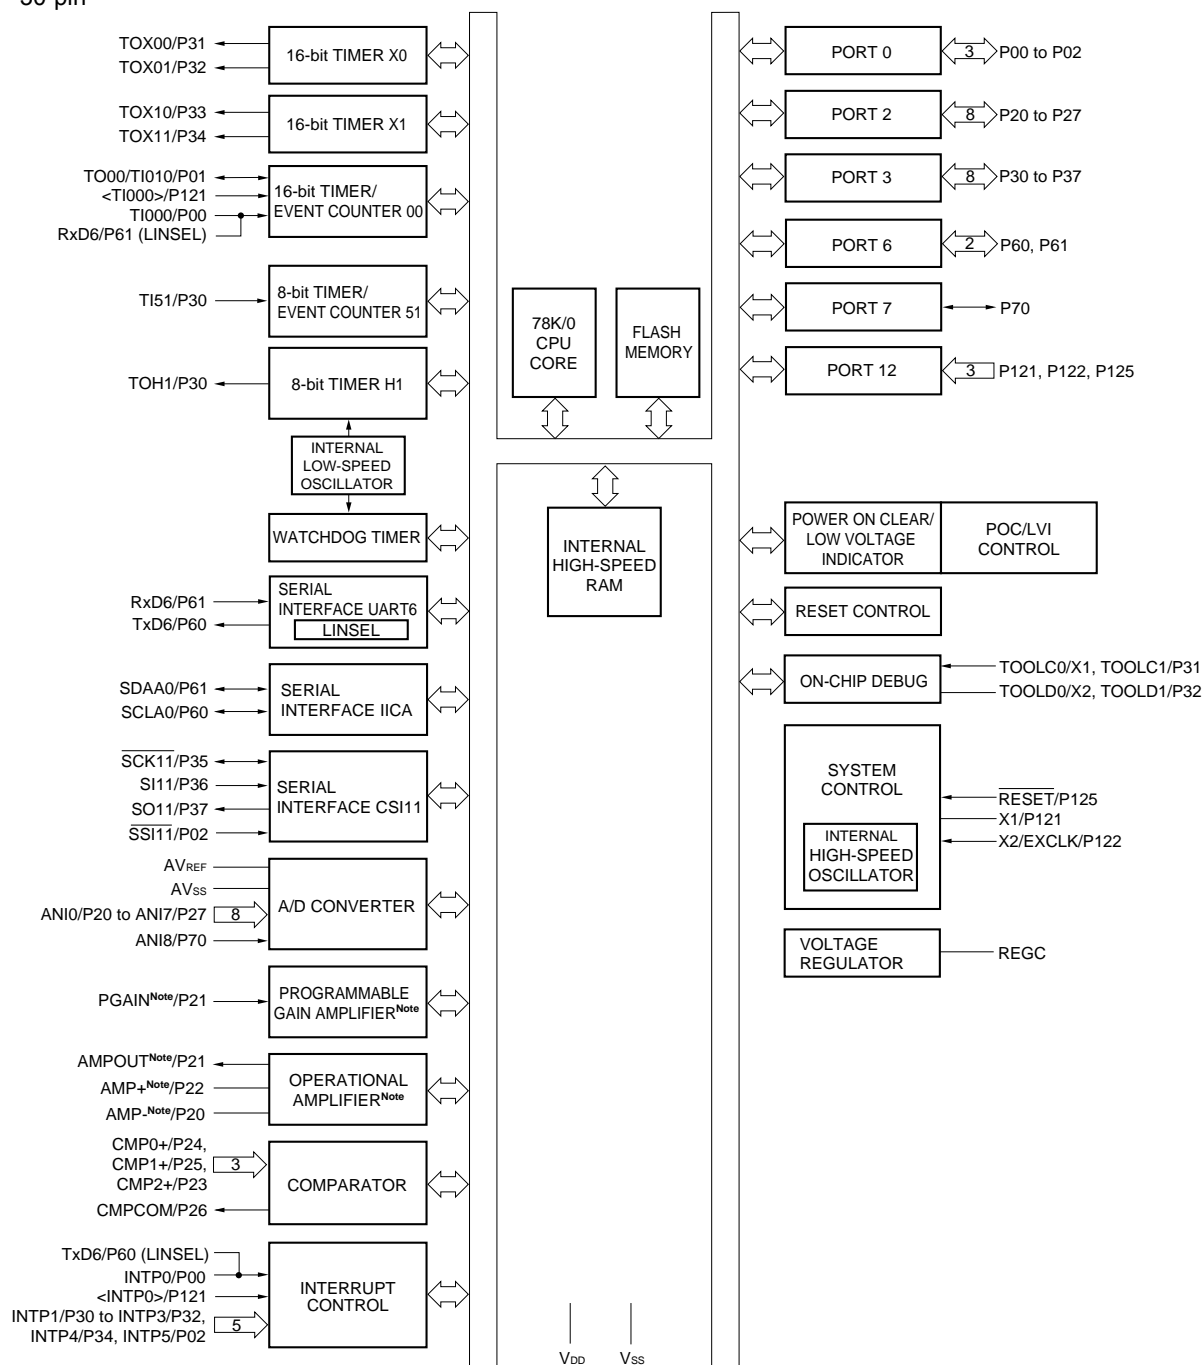 30-pin
TOX00/P31
TOX01/P32
16-bit TIMER X0
TOX10/P33
TOX11/P34
16-bit TIMER X1
TO00/TI010/P01
<TI000>/P121
TI000/P00
RxD6/P61 (LINSEL)
16-bit TIMER/
EVENT COUNTER 00
TI51/P30
8-bit TIMER/
EVENT COUNTER 51
TOH1/P30
8-bit TIMER H1
INTERNAL
LOW-SPEED
OSCILLATOR
WATCHDOG TIMER
RxD6/P61
TxD6/P60
SERIAL
INTERFACE UART6
LINSEL
SDAA0/P61
SCLA0/P60
SERIAL
INTERFACE IICA
SCK11/P35
SI11/P36
SO11/P37
SSI11/P02
SERIAL
INTERFACE CSI11
AVREF
AVSS
ANI0/P20 to ANI7/P27
8
ANI8/P70
A/D CONVERTER
PGAINNote/P21
PROGRAMMABLE
GAIN AMPLIFIERNote
AMPOUTNote/P21
AMP+Note/P22
AMP-Note/P20
OPERATIONAL
AMPLIFIERNote
CMP0+/P24,
CMP1+/P25,
CMP2+/P23
3
CMPCOM/P26
COMPARATOR
TxD6/P60 (LINSEL)
INTP0/P00
<INTP0>/P121
INTP1/P30 to INTP3/P32,
INTP4/P34, INTP5/P02
5
INTERRUPT
CONTROL
78K/0
CPU
CORE
FLASH
MEMORY
INTERNAL
HIGH-SPEED
RAM
VDD
VSS
PORT 0
3
P00 to P02
PORT 2
8
P20 to P27
PORT 3
8
P30 to P37
PORT 6
2
P60, P61
PORT 7
P70
PORT 12
3
P121, P122, P125
POWER ON CLEAR/
LOW VOLTAGE
INDICATOR
POC/LVI
CONTROL
RESET CONTROL
ON-CHIP DEBUG
TOOLC0/X1, TOOLC1/P31
TOOLD0/X2, TOOLD1/P32
SYSTEM
CONTROL
INTERNAL
HIGH-SPEED
OSCILLATOR
RESET/P125
X1/P121
X2/EXCLK/P122
VOLTAGE
REGULATOR
REGC